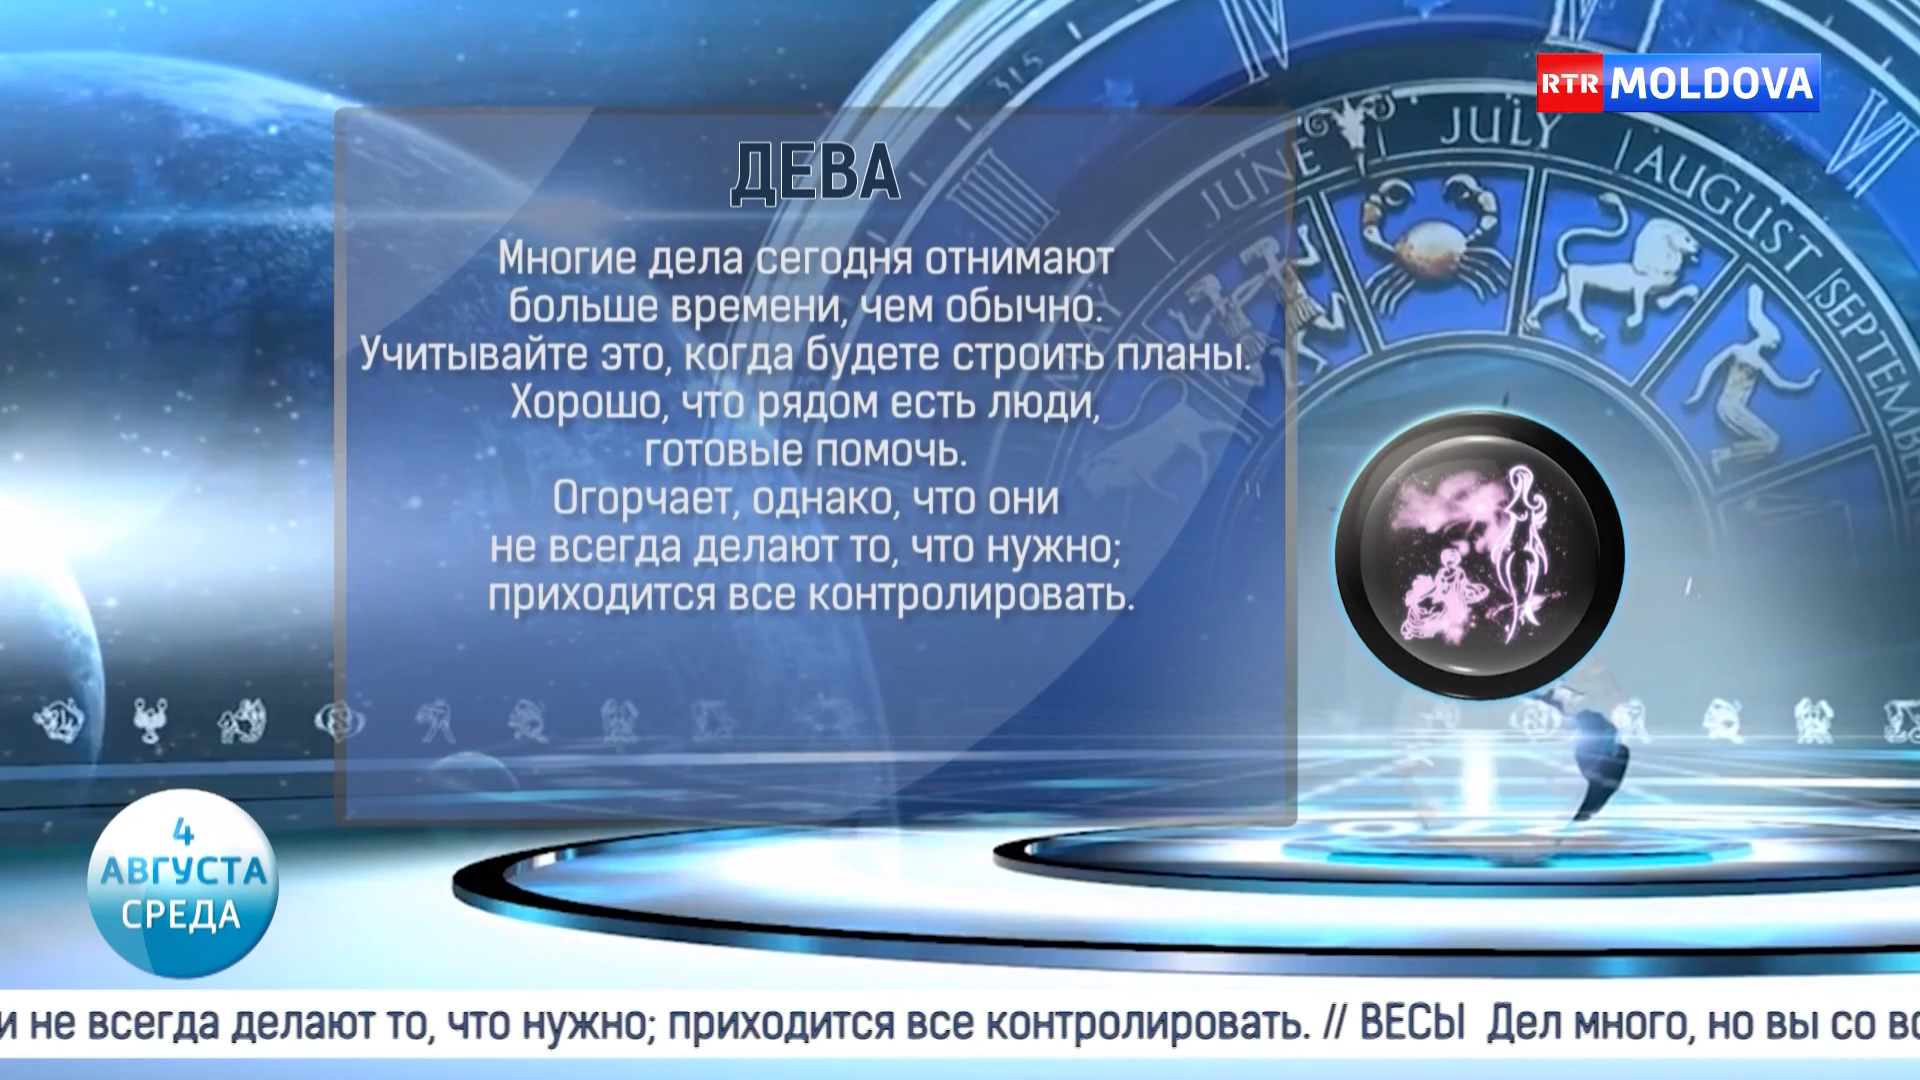 RTR MOLDOVA
315
MAY
JUNE
JULY
AUGUST
SEPTEMBER
ДЕВА
Многие дела сегодня отнимают
больше времени, чем обычно.
Учитывайте это, когда будете строить планы.
Хорошо, что рядом есть люди,
готовые помочь.
Огорчает, однако, что они
не всегда делают то, что нужно;
приходится все контролировать.
4
АВГУСТА
СРЕДА
и не всегда делают то, что нужно; приходится все контролировать. // ВЕСЫ Дел много, но вы со вс